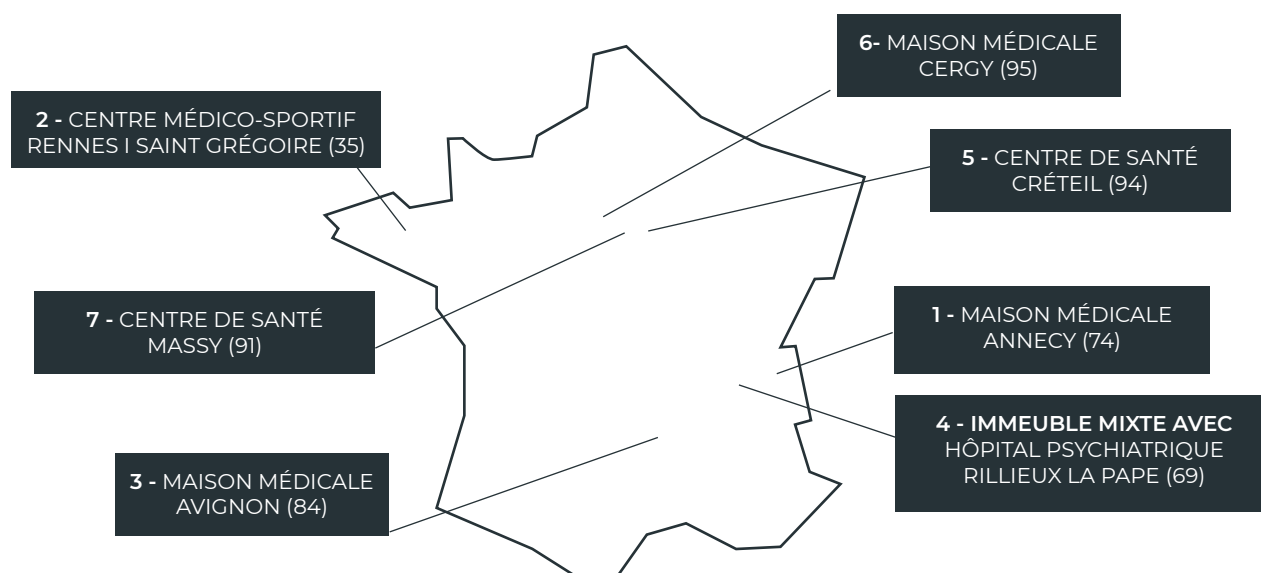 6- MAISON MÉDICALE
CERGY (95)
2 - CENTRE MÉDICO-SPORTIF
RENNES I SAINT GRÉGOIRE (35)
5 - CENTRE DE SANTÉ
CRÉTEIL (94)
7 - CENTRE DE SANTÉ
MASSY (91)
1 - MAISON MÉDICALE
ANNECY (74)
4 - IMMEUBLE MIXTE AVEC
HÔPITAL PSYCHIATRIQUE
RILLIEUX LA PAPE (69)
3 - MAISON MÉDICALE
AVIGNON (84)